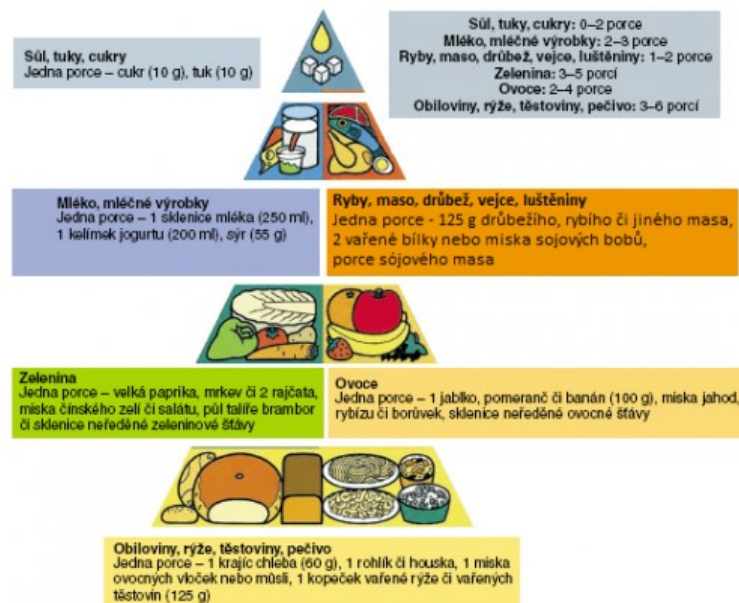 Sůl, tuky, cukry
Jedna porce – cukr (10 g), tuk (10 g)
Sůl, tuky, cukry: 0–2 porce
Mléko, mléčné výrobky: 2–3 porce
Ryby, maso, drůbež, vejce, luštěniny: 1–2 porce
Zelenina: 3–5 porcí
Ovoce: 2–4 porce
Obiloviny, rýže, těstoviny, pečivo: 3–6 porcí
Mléko, mléčné výrobky
Jedna porce – 1 sklenice mléka (250 ml),
1 kelímek jogurtu (200 ml), sýr (55 g)
Ryby, maso, drůbež, vejce, luštěniny
Jedna porce - 125 g drůbežího, rybího či jiného masa,
2 vařené bílky nebo miska sojových bobů,
porce sójového masa
Zelenina
Jedna porce – velká paprika, mrkev či 2 rajčata,
miska čínského zelí či salátu, půl talíře brambor
či sklenice neředěné zeleninové šťávy
Ovoce
Jedna porce – 1 jablko, pomeranč či banán (100 g), miska jahod,
rybízu či borůvek, sklenice neředěné ovocné šťávy
Obiloviny, rýže, těstoviny, pečivo
Jedna porce – 1 krajíc chleba (60 g), 1 rohlík či houska, 1 miska
ovocných vloček nebo müsli, 1 kopeček vařené rýže či vařených
těstovin (125 g)